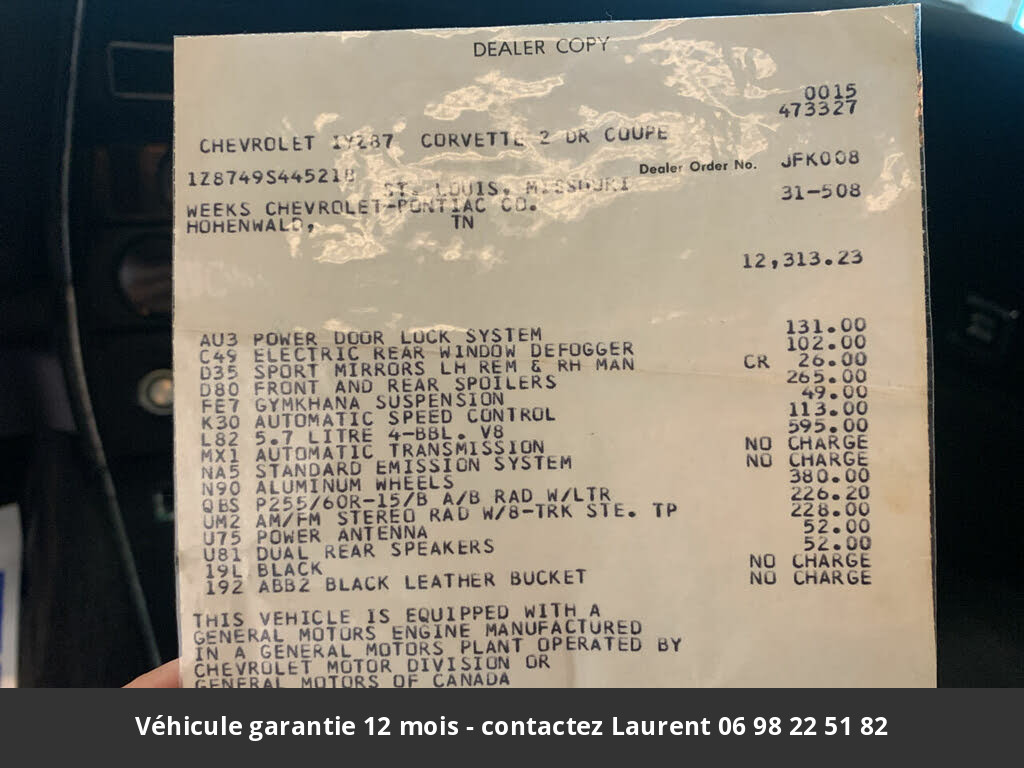 DEALER COPY
0015
473327
CHEVROLET 1YZ87 CORVETTE 2 DR COUPE
Dealer Order No. JFK008
1Z8749S445218
ST. LOUIS, MISSOURI
31-508
WEEKS CHEVROLET-PONTIAC CO.
HOHENWALD, TN
12,313.23
AU3 POWER DOOR LOCK SYSTEM 131.00
C49 ELECTRIC REAR WINDOW DEFOGGER 102.00
D35 SPORT MIRRORS LH REM & RH MAN CR 26.00
D80 FRONT AND REAR SPOILERS 265.00
FE7 GYMKHANA SUSPENSION 49.00
K30 AUTOMATIC SPEED CONTROL 113.00
L82 5.7 LITRE 4-BBL. V8 595.00
MX1 AUTOMATIC TRANSMISSION NO CHARGE
NA5 STANDARD EMISSION SYSTEM NO CHARGE
N90 ALUMINUM WHEELS 380.00
QBS P255/60R-15/B A/B RAD W/LTR 226.20
UM2 AM/FM STEREO RAD W/8-TRK STE. TP 228.00
U75 POWER ANTENNA 52.00
U81 DUAL REAR SPEAKERS 52.00
19L BLACK NO CHARGE
192 ABB2 BLACK LEATHER BUCKET NO CHARGE
THIS VEHICLE IS EQUIPPED WITH A
GENERAL MOTORS ENGINE MANUFACTURED
IN A GENERAL MOTORS PLANT OPERATED BY
CHEVROLET MOTOR DIVISION OR
GENERAL MOTORS OF CANADA
Véhicule garantie 12 mois - contactez Laurent 06 98 22 51 82